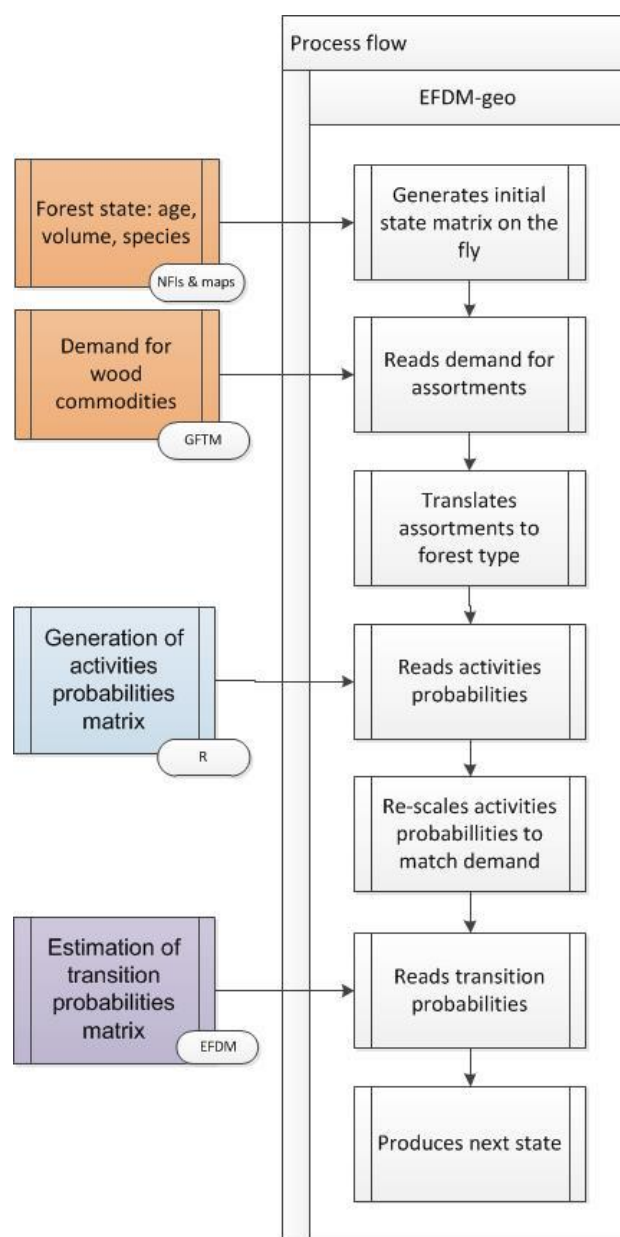 Process flow
EFDM-geo
Forest state: age,
volume, species
NFIs & maps
Generates initial
state matrix on the
fly
Demand for
wood
commodities
GFTM
Reads demand for
assortments
Translates
assortments to
forest type
Generation of
activities
probabilities
matrix
R
Reads activities
probabilities
Re-scales activities
probabillities to
match demand
Estimation of
transition
probabilities
matrix
EFDM
Reads transition
probabilities
Produces next state